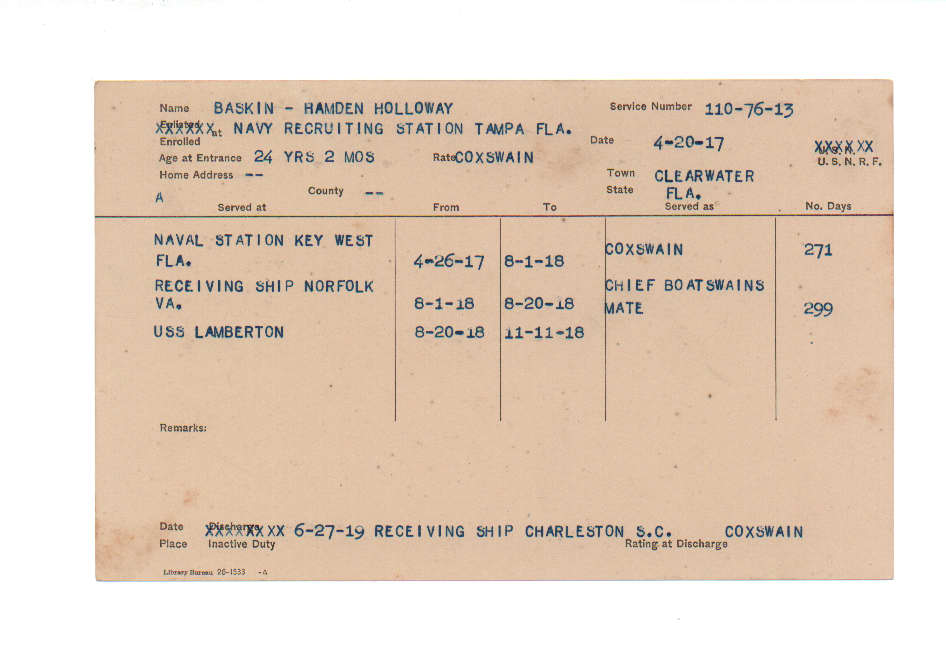 Name BASKIN - HAMDEN HOLLOWAY Service Number 110-76-13
Enlisted XXXXXX at NAVY RECRUITING STATION TAMPA FLA.
Enrolled Date 4-20-17 U.S.N. XXXXXX
Age at Entrance 24 YRS 2 MOS Rate COXSWAIN U. S. N. R. F.
Home Address -- Town CLEARWATER
A County -- State FLA.
Served at From To Served as No. Days
NAVAL STATION KEY WEST COXSWAIN 271
FLA. 4-26-17 8-1-18
RECEIVING SHIP NORFOLK CHIEF BOATSWAINS
VA. 8-1-18 8-20-18 MATE 299
USS LAMBERTON 8-20-18 11-11-18
Remarks:
Date Discharge XXXXXXXX 6-27-19 RECEIVING SHIP CHARLESTON S.C. COXSWAIN
Place Inactive Duty Rating at Discharge
Library Bureau 26-1533 -A